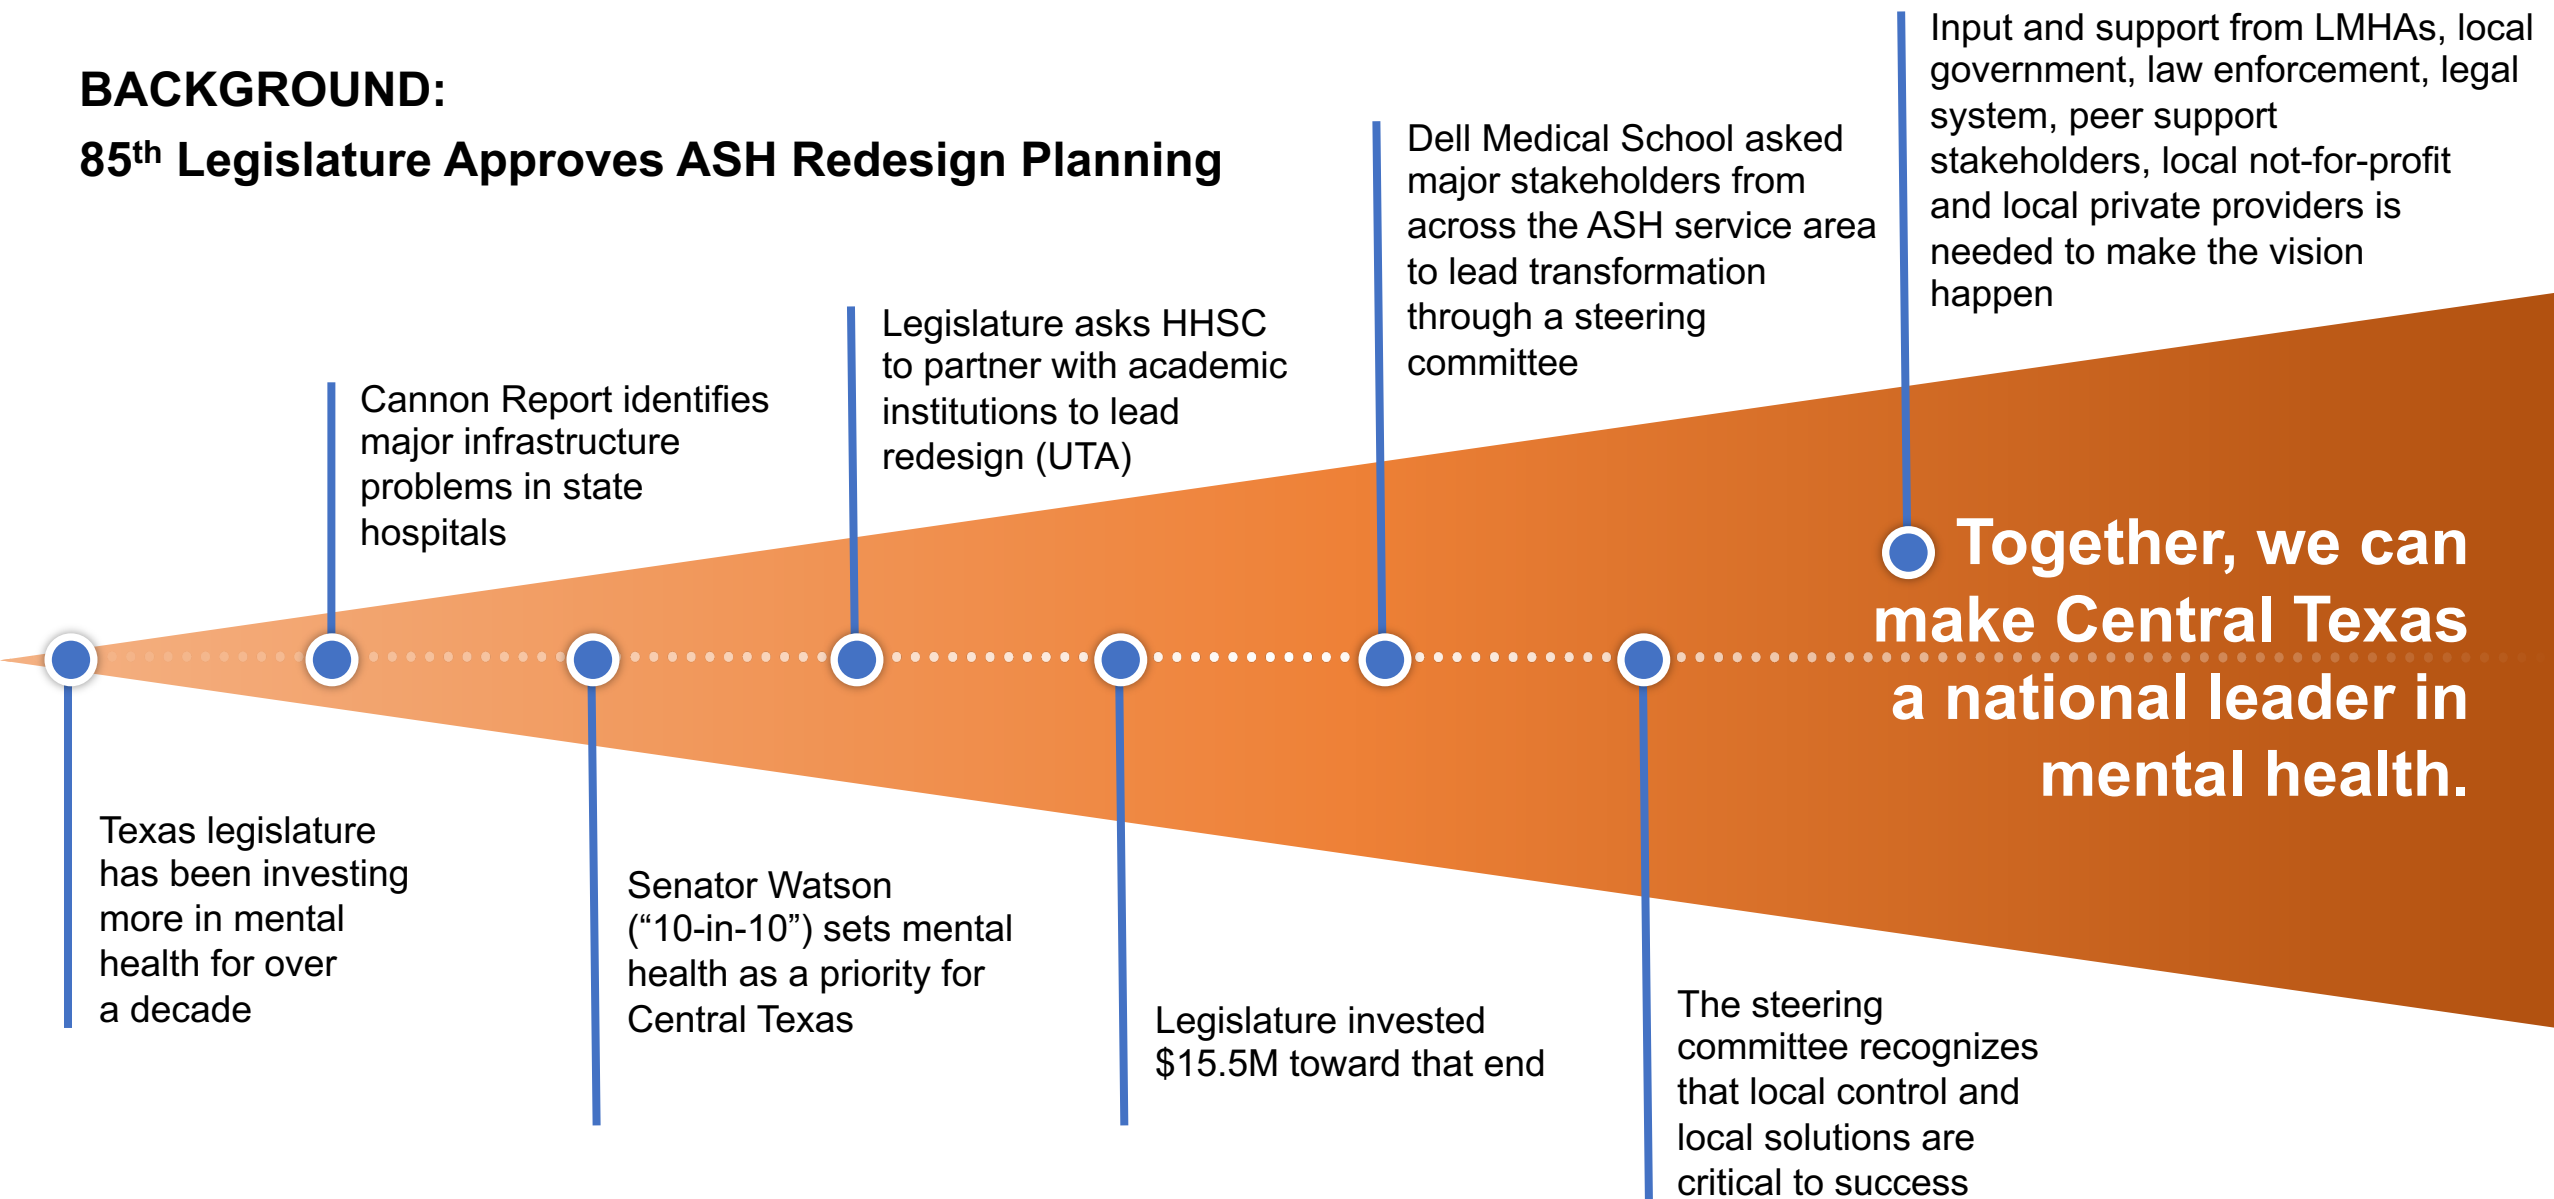 BACKGROUND:
85th Legislature Approves ASH Redesign Planning
Texas legislature
has been investing
more in mental
health for over
a decade
Cannon Report identifies
major infrastructure
problems in state
hospitals
Senator Watson
(“10-in-10”) sets mental
health as a priority for
Central Texas
Legislature asks HHSC
to partner with academic
institutions to lead
redesign (UTA)
Legislature invested
$15.5M toward that end
Dell Medical School asked
major stakeholders from
across the ASH service area
to lead transformation
through a steering
committee
The steering
committee recognizes
that local control and
local solutions are
critical to success
Input and support from LMHAs, local
government, law enforcement, legal
system, peer support
stakeholders, local not-for-profit
and local private providers is
needed to make the vision
happen
Together, we can
make Central Texas
a national leader in
mental health.